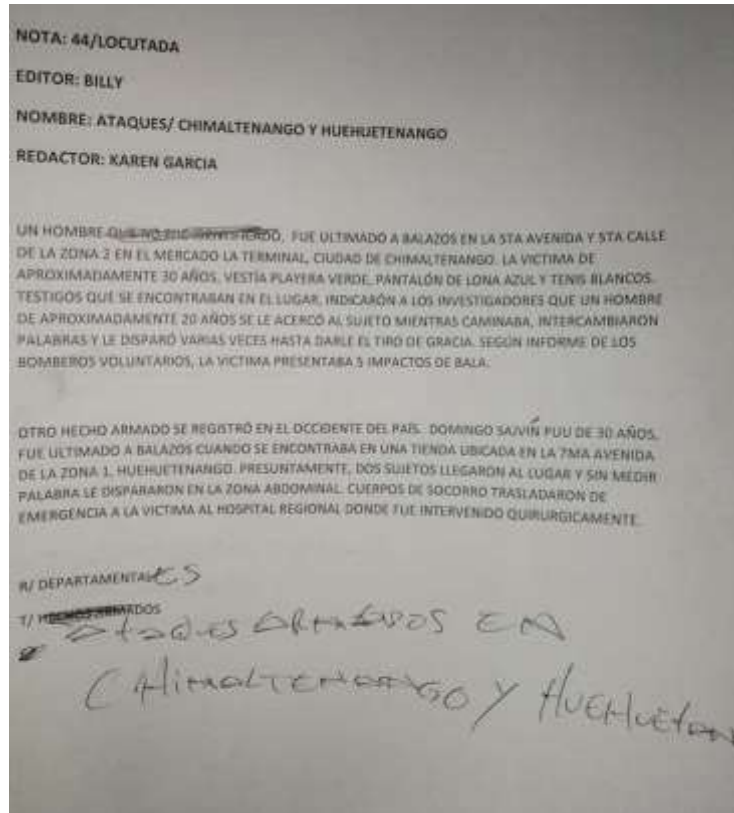 NOTA: 44/LOCUTADA
EDITOR: BILLY
NOMBRE: ATAQUES/ CHIMALTENANGO Y HUEHUETENANGO
REDACTOR: KAREN GARCIA
UN HOMBRE QUE NO FUE IDENTIFICADO, FUE ULTIMADO A BALAZOS EN LA 5TA AVENIDA Y 5TA CALLE
DE LA ZONA 2 EN EL MERCADO LA TERMINAL, CIUDAD DE CHIMALTENANGO. LA VICTIMA DE
APROXIMADAMENTE 30 AÑOS, VESTÍA PLAYERA VERDE, PANTALÓN DE LONA AZUL Y TENIS BLANCOS.
TESTIGOS QUE SE ENCONTRABAN EN EL LUGAR, INDICARÓN A LOS INVESTIGADORES QUE UN HOMBRE
DE APROXIMADAMENTE 20 AÑOS SE LE ACERCÓ AL SUJETO MIENTRAS CAMINABA, INTERCAMBIARON
PALABRAS Y LE DISPARÓ VARIAS VECES HASTA DARLE EL TIRO DE GRACIA. SEGÚN INFORME DE LOS
BOMBEROS VOLUNTARIOS, LA VICTIMA PRESENTABA 5 IMPACTOS DE BALA.
OTRO HECHO ARMADO SE REGISTRÓ EN EL OCCIDENTE DEL PAÍS. DOMINGO PUU DE 30 AÑOS,
FUE ULTIMADO A BALAZOS CUANDO SE ENCONTRABA EN UNA TIENDA UBICADA EN LA 7MA AVENIDA
DE LA ZONA 1, HUEHUETENANGO. PRESUNTAMENTE, DOS SUJETOS LLEGARON AL LUGAR Y SIN MEDIR
PALABRA LE DISPARARON EN LA ZONA ABDOMINAL. CUERPOS DE SOCORRO TRASLADARON DE
EMERGENCIA A LA VICTIMA AL HOSPITAL REGIONAL DONDE FUE INTERVENIDO QUIRURGICAMENTE.
R/ DEPARTAMENTALES
T/ HECHOS ARMADOS
ATAQUES ARMADOS EN
CHIMALTENANGO Y HUEHUETEN